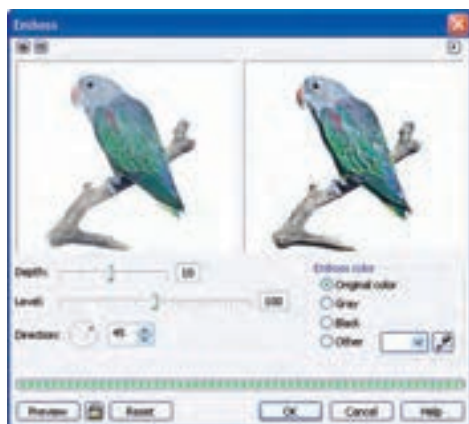 Emboss
Depth: 10
Level: 100
Direction: 45
Emboss color
Original color
Gray
Black
Other
Preview Reset OK Cancel Help